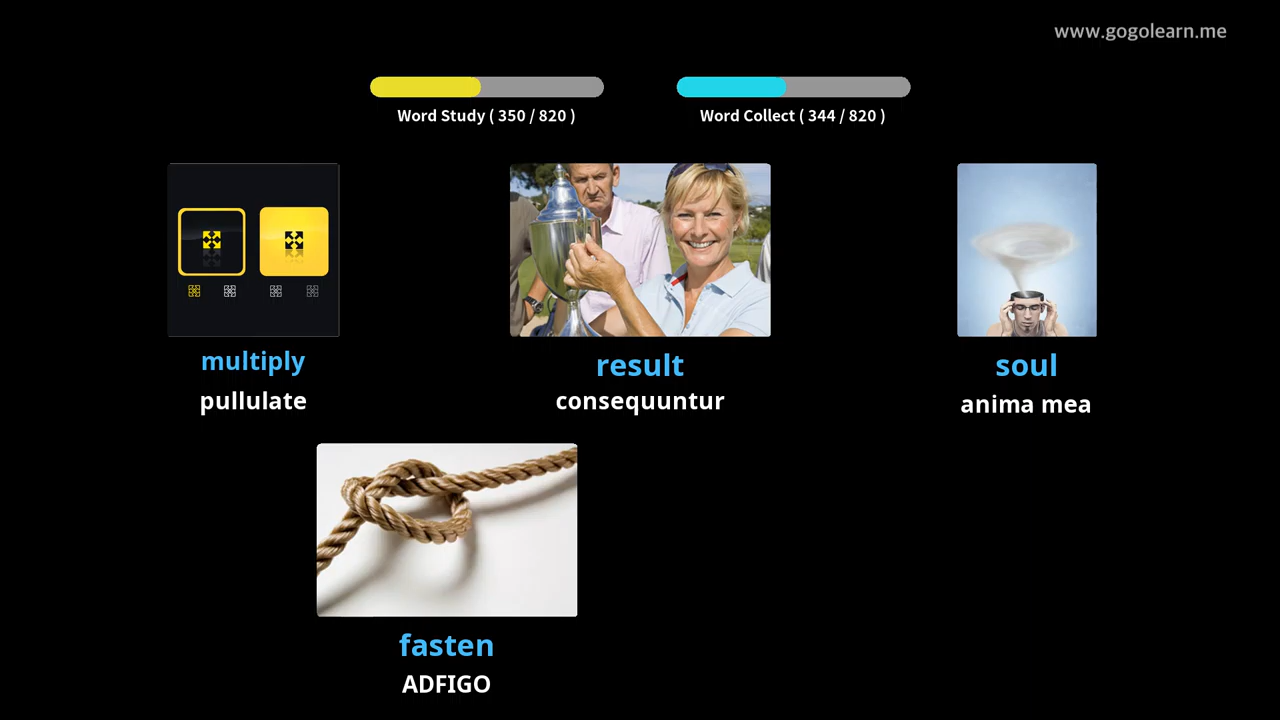 www.gogolearn.me
Word Study ( 350 / 820 )
Word Collect ( 344 / 820 )
multiply
pullulate
result
consequuntur
soul
anima mea
fasten
ADFIGO